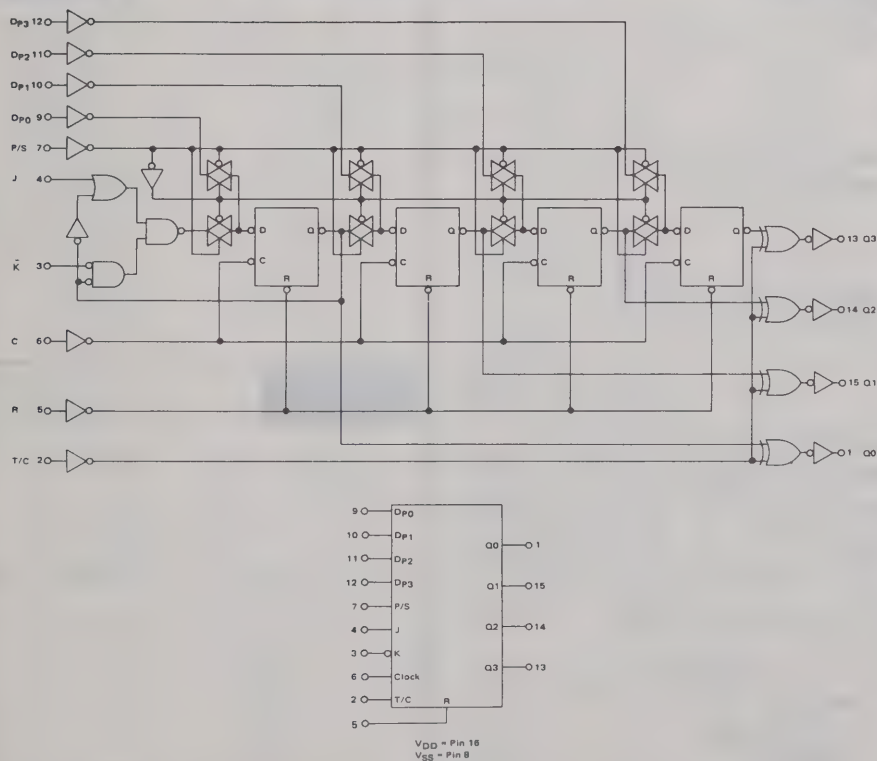 DP3 12
DP2 11
DP1 10
DP0 9
P/S 7
J 4
K̄ 3
C 6
R 5
T/C 2
D Q
C
R
D Q
C
R
D Q
C
R
D Q
C
R
13 Q3
14 Q2
15 Q1
1 Q0
9 DP0
10 DP1
11 DP2
12 DP3
7 P/S
4 J
3 K
6 Clock
2 T/C
5
R
Q0 1
Q1 15
Q2 14
Q3 13
VDD = Pin 16
VSS = Pin 8